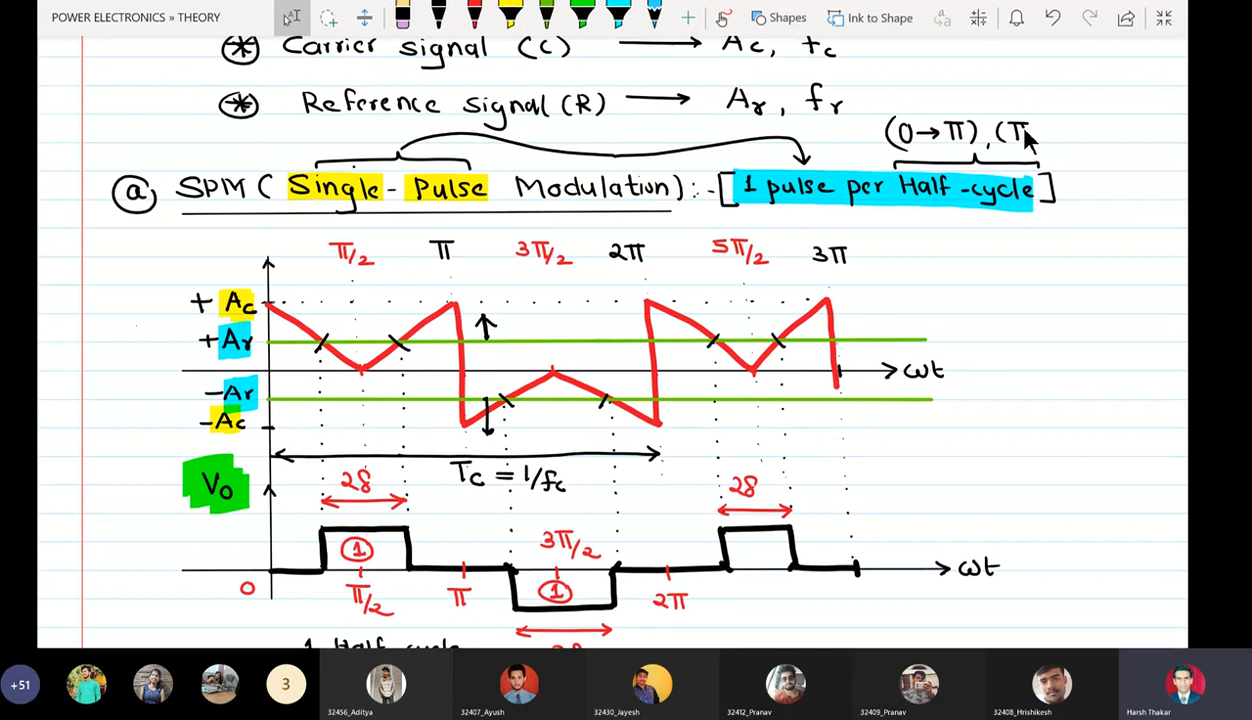 POWER ELECTRONICS » THEORY
Shapes
Ink to Shape
* Carrier signal (C) → Ac, fc
* Reference signal (R) → Ar, fr
(0→π), (π
a SPM (Single-Pulse Modulation):-[1 pulse per Half-cycle]
π/2 π 3π/2 2π 5π/2 3π
+Ac
+Ar
ωt
-Ar
-Ac
Tc = 1/fc
Vo
2δ 2δ
1 3π/2
ωt
0 π/2 π 1 2π
1 Half cycle
+51
3
32456_Aditya
32407_Ayush
32430_Jayesh
32412_Pranav
32409_Pranav
32408_Hrishikesh
Harsh Thakar